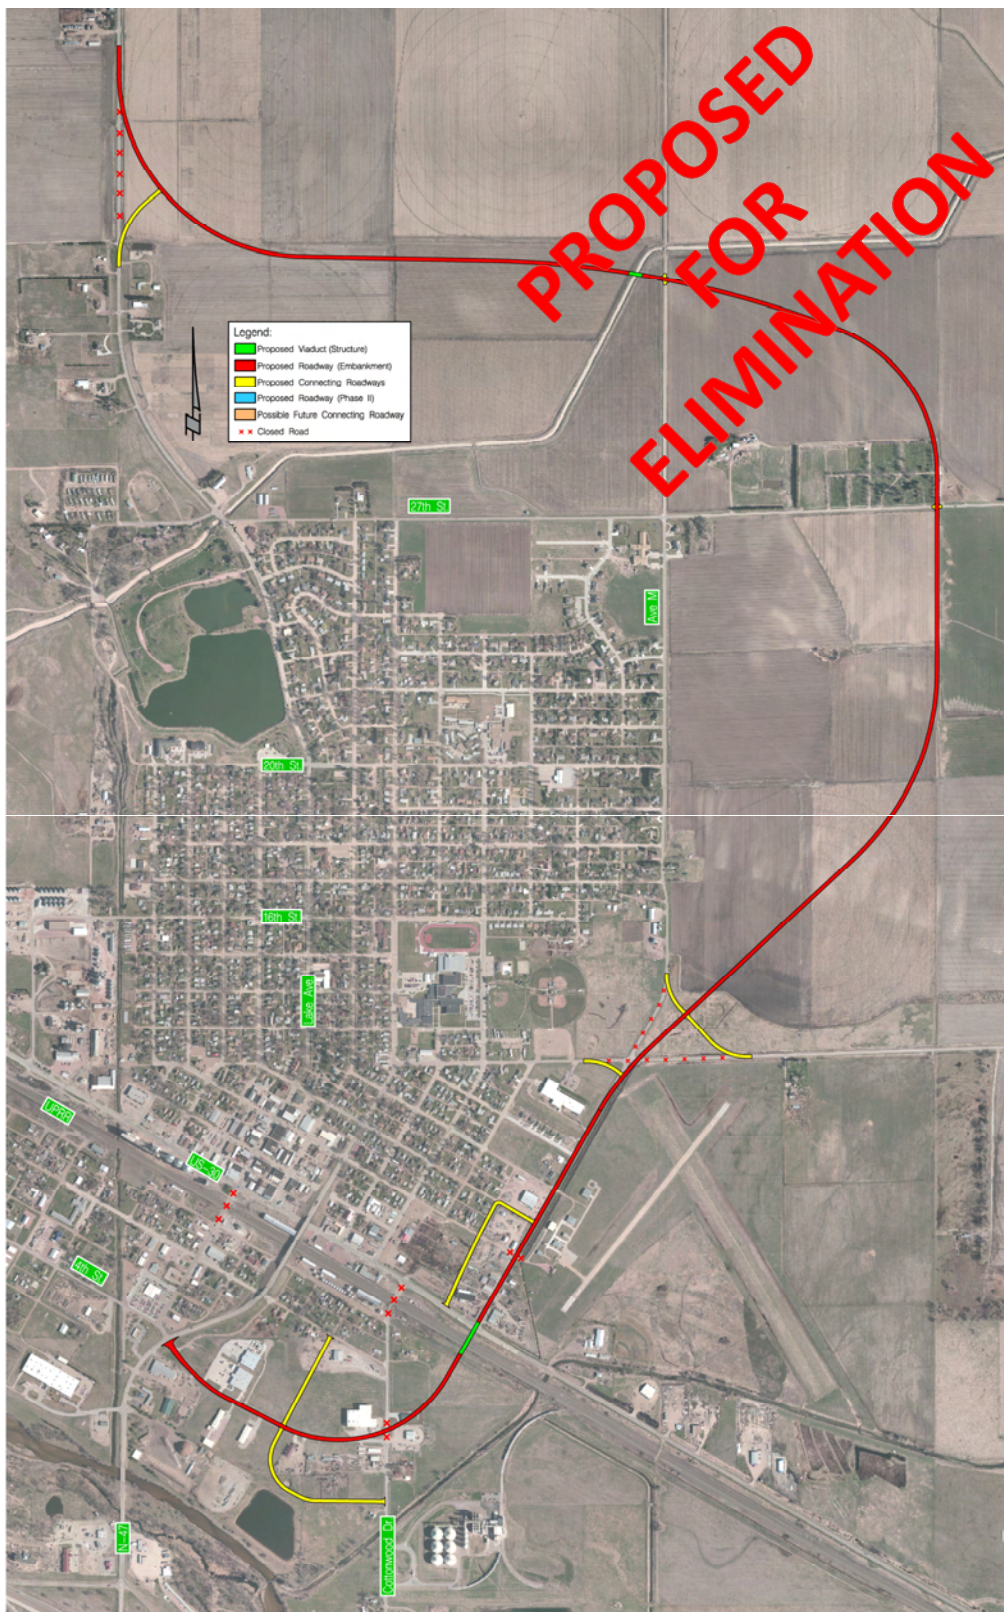 PROPOSED
FOR
ELIMINATION
Legend:
Proposed Viaduct (Structure)
Proposed Roadway (Embankment)
Proposed Connecting Roadways
Proposed Roadway (Phase II)
Possible Future Connecting Roadway
Closed Road
27th St.
Ave M
20th St.
16th St.
Lake Ave.
UPRR
US-30
4th St.
N-47
Cottonwood Dr.